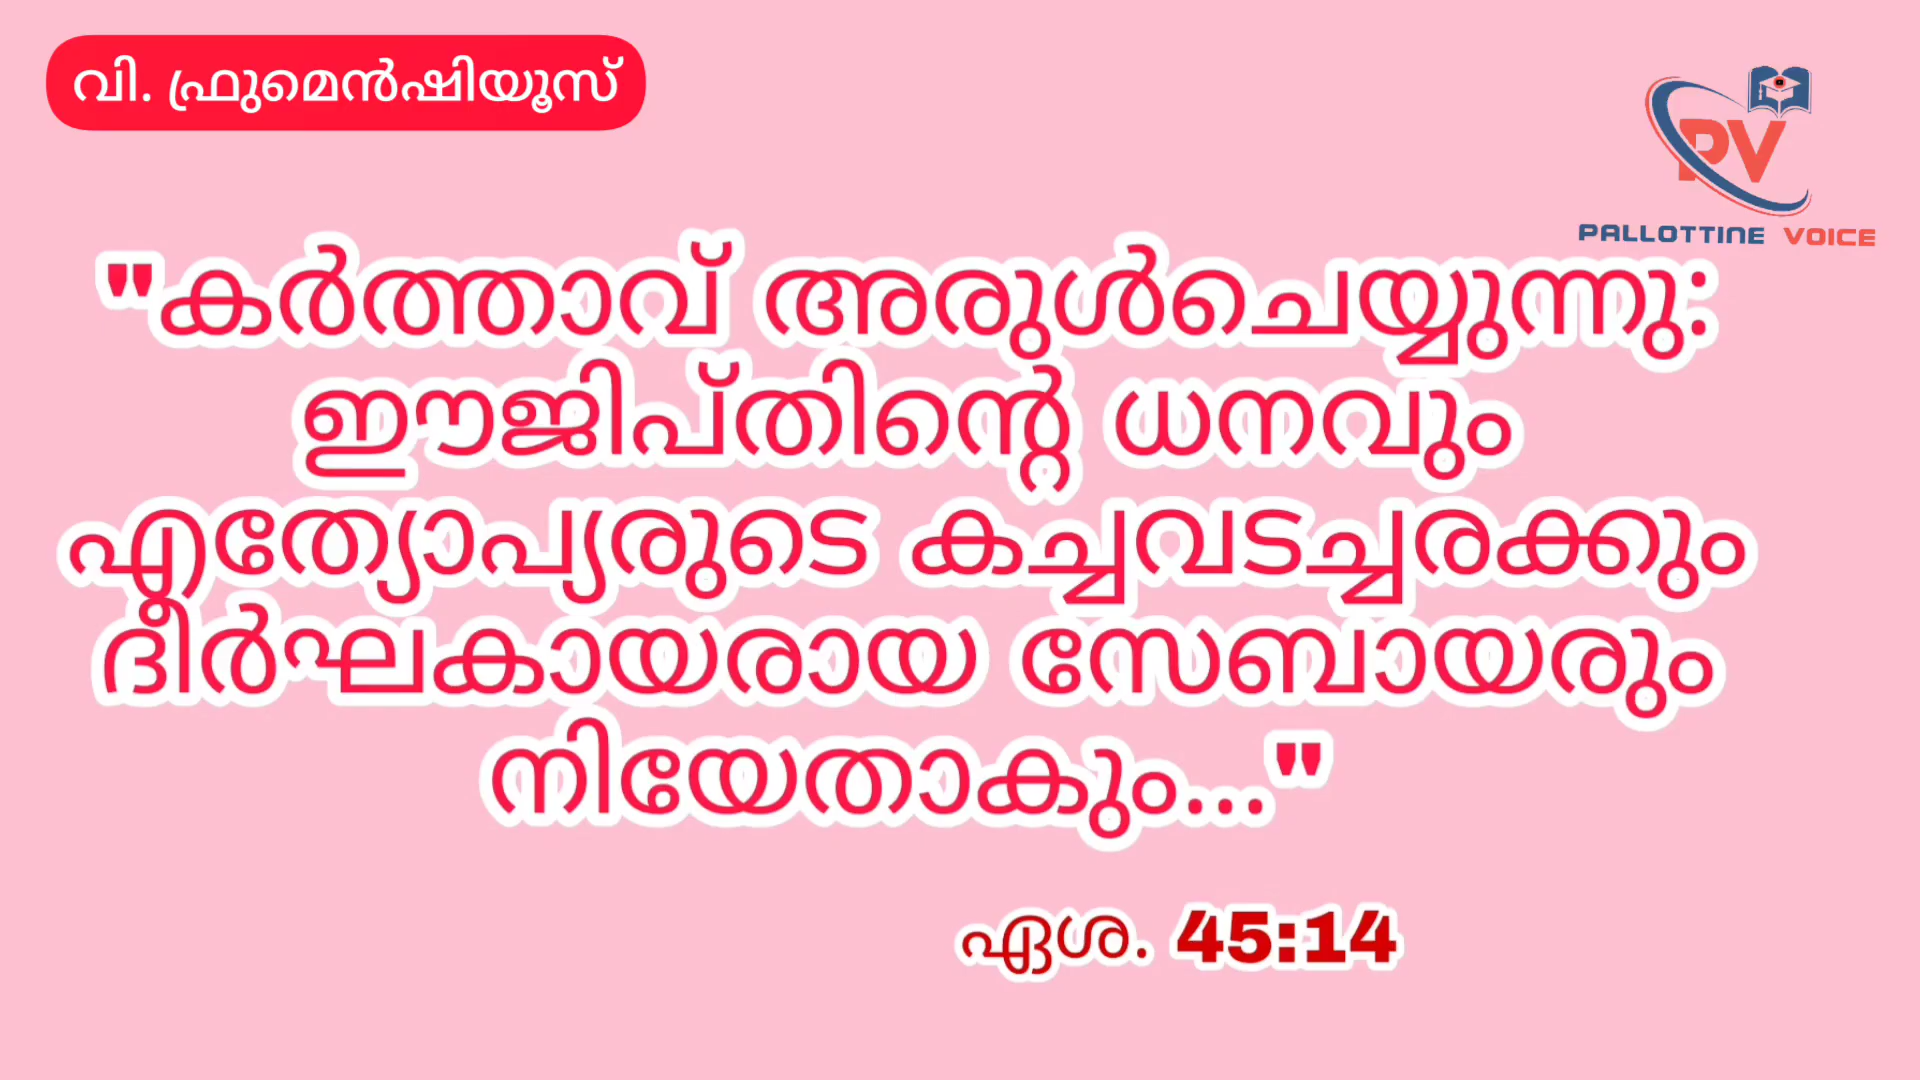 വി. ഫ്രുമെൻഷിയൂസ്
PV
PALLOTTINE VOICE
"കർത്താവ് അരുൾചെയ്യുന്നു:
ഈജിപ്തിന്റെ ധനവും
എത്യോപ്യരുടെ കച്ചവടച്ചരക്കും
ദീർഘകായരായ സേബായരും
നിയേതാകും..."
ഏശ. 45:14